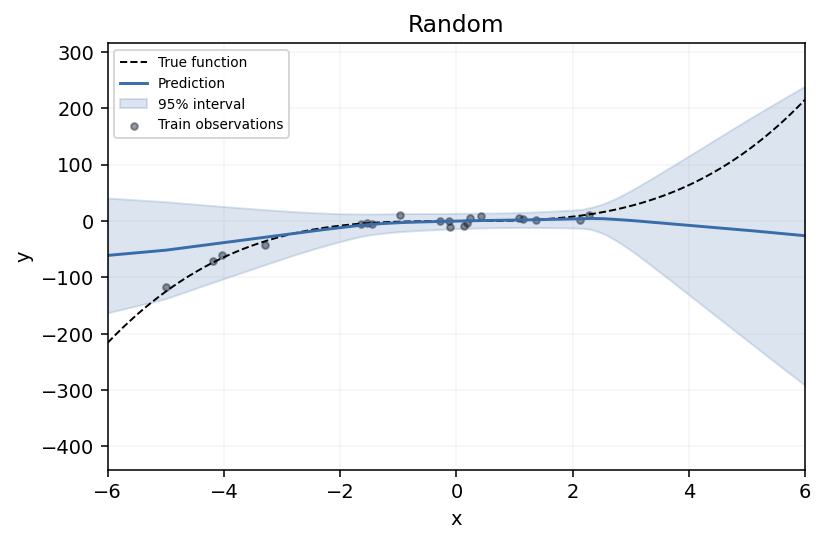 Random
True function
Prediction
95% interval
Train observations
300
200
100
0
−100
−200
−300
−400
y
−6
−4
−2
0
2
4
6
x